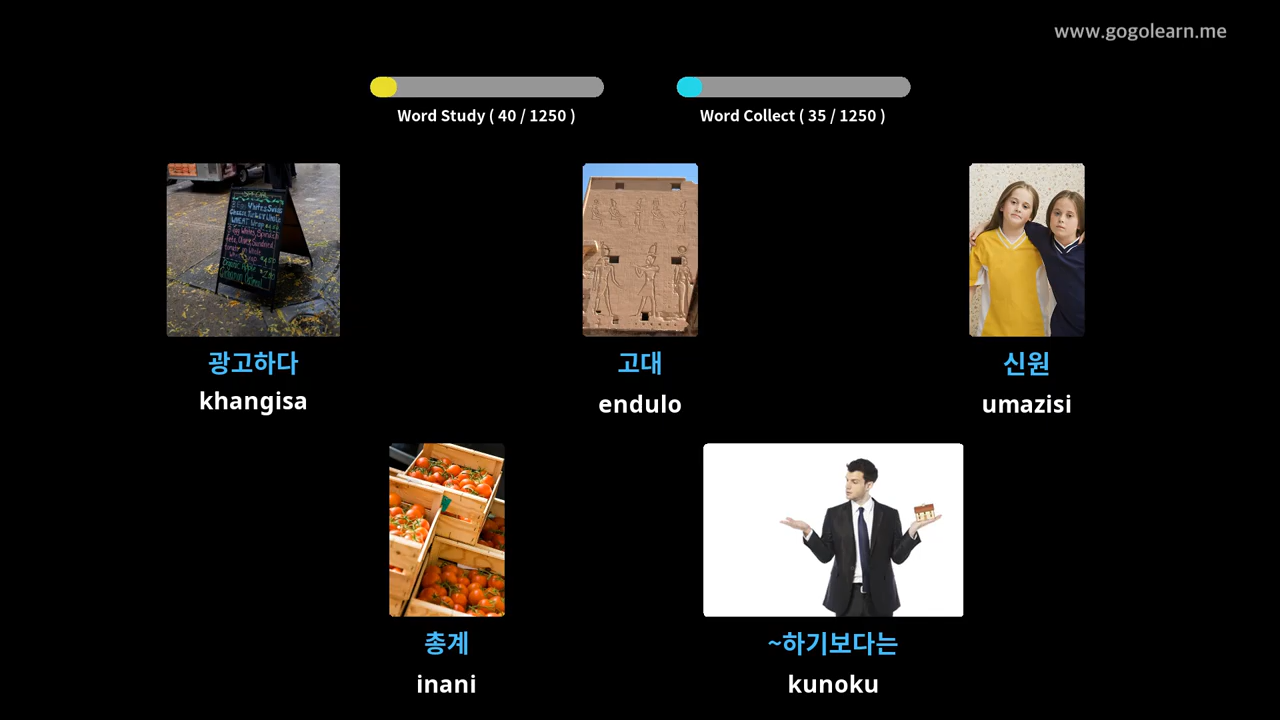 www.gogolearn.me
Word Study ( 40 / 1250 )
Word Collect ( 35 / 1250 )
광고하다
khangisa
고대
endulo
신원
umazisi
총계
inani
~하기보다는
kunoku